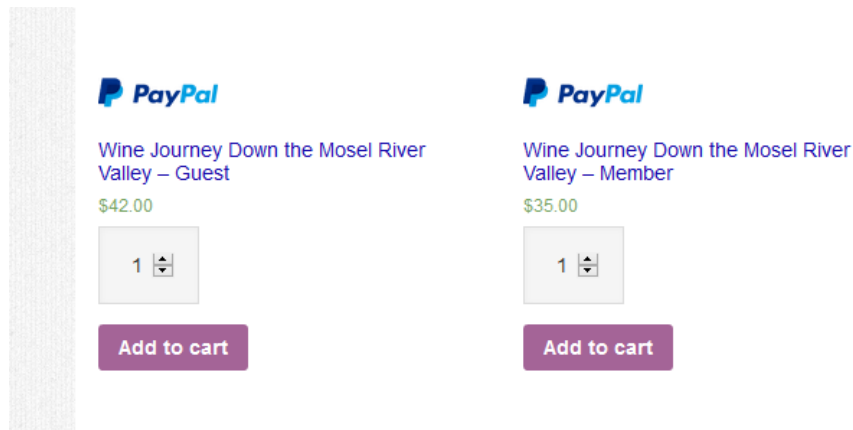 PayPal
Wine Journey Down the Mosel River
Valley – Guest
$42.00
1
Add to cart
PayPal
Wine Journey Down the Mosel River
Valley – Member
$35.00
1
Add to cart